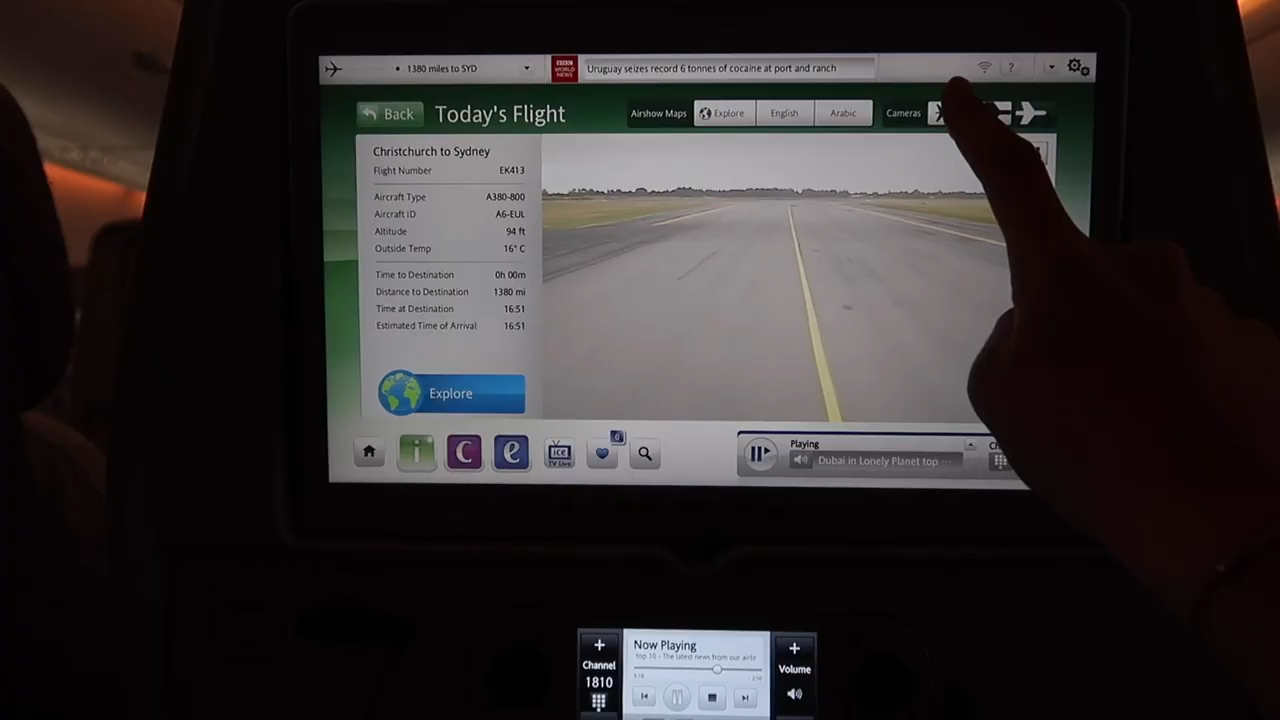 1380 miles to SYD
BBC WORLD NEWS
Uruguay seizes record 6 tonnes of cocaine at port and ranch
?
Back
Today's Flight
Airshow Maps
Explore
English
Arabic
Cameras
Christchurch to Sydney
Flight Number EK413
Aircraft Type A380-800
Aircraft ID A6-EUL
Altitude 94 ft
Outside Temp 16° C
Time to Destination 0h 00m
Distance to Destination 1380 mi
Time at Destination 16:51
Estimated Time of Arrival 16:51
Explore
i
C
e
ice
TV Live
0
Playing
Dubai in Lonely Planet top ...
Ch
+
Channel
1810
Now Playing
top 10 - The latest news from our airlin
+
Volume